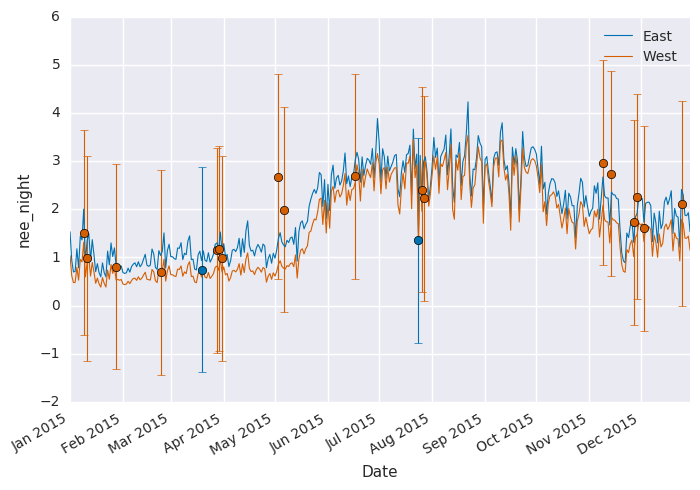 6
5
4
3
2
1
0
−1
−2
nee_night
East
West
Jan 2015
Feb 2015
Mar 2015
Apr 2015
May 2015
Jun 2015
Jul 2015
Aug 2015
Sep 2015
Oct 2015
Nov 2015
Dec 2015
Date